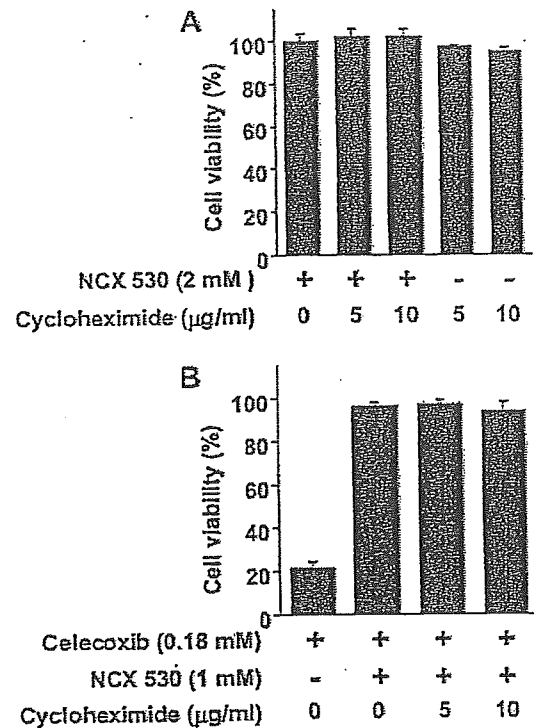 A
Cell viability (%)
100
80
60
40
20
0
NCX 530 (2 mM ) + + + - -
Cycloheximide (μg/ml) 0 5 10 5 10
B
Cell viability (%)
100
80
60
40
20
0
Celecoxib (0.18 mM) + + + +
NCX 530 (1 mM) - + + +
Cycloheximide (μg/ml) 0 0 5 10